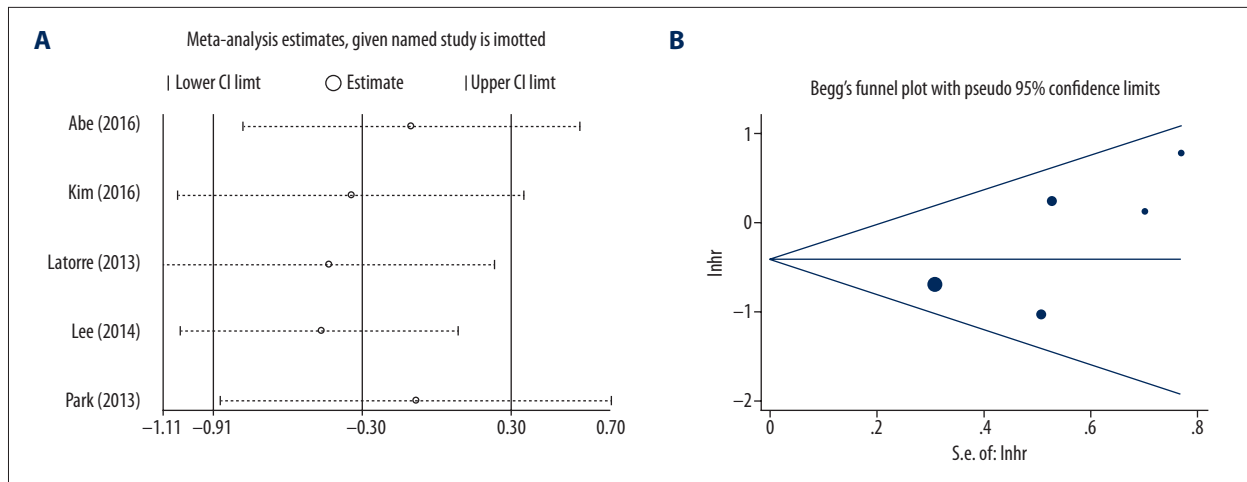 A
Meta-analysis estimates, given named study is imotted
| Lower CI limt ○ Estimate | Upper CI limt
Abe (2016)
Kim (2016)
Latorre (2013)
Lee (2014)
Park (2013)
−1.11 −0.91 −0.30 0.30 0.70
B
Begg's funnel plot with pseudo 95% confidence limits
lnhr
1
0
−1
−2
0 .2 .4 .6 .8
S.e. of: lnhr